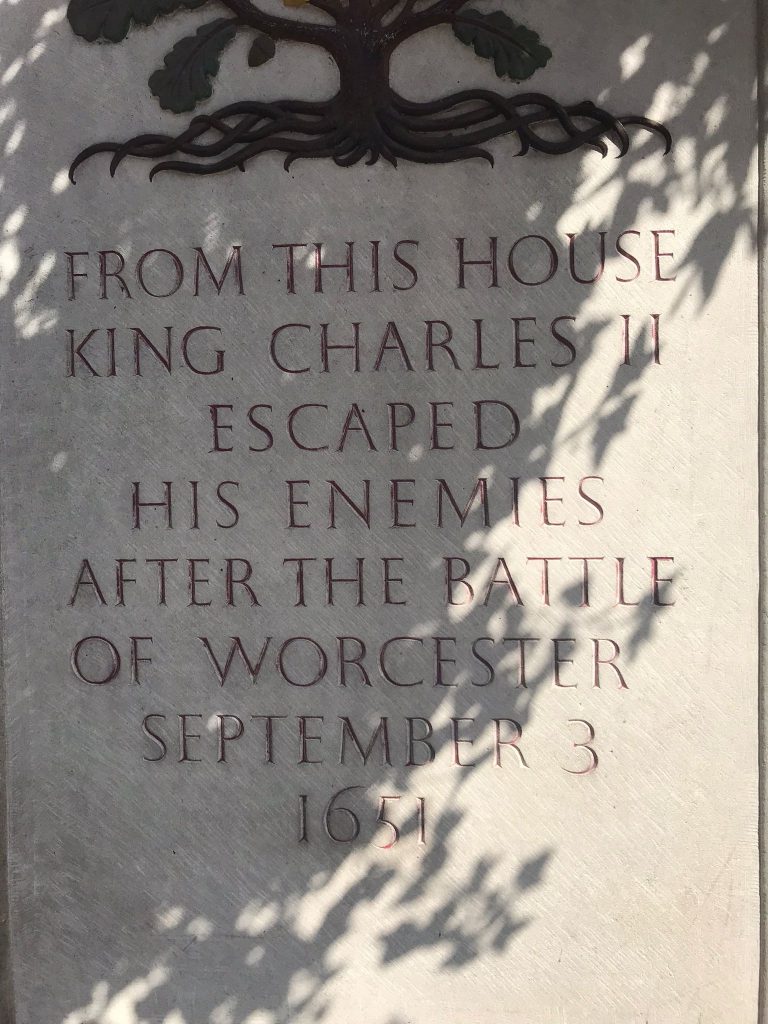 FROM THIS HOUSE
KING CHARLES II
ESCAPED
HIS ENEMIES
AFTER THE BATTLE
OF WORCESTER
SEPTEMBER 3
1651